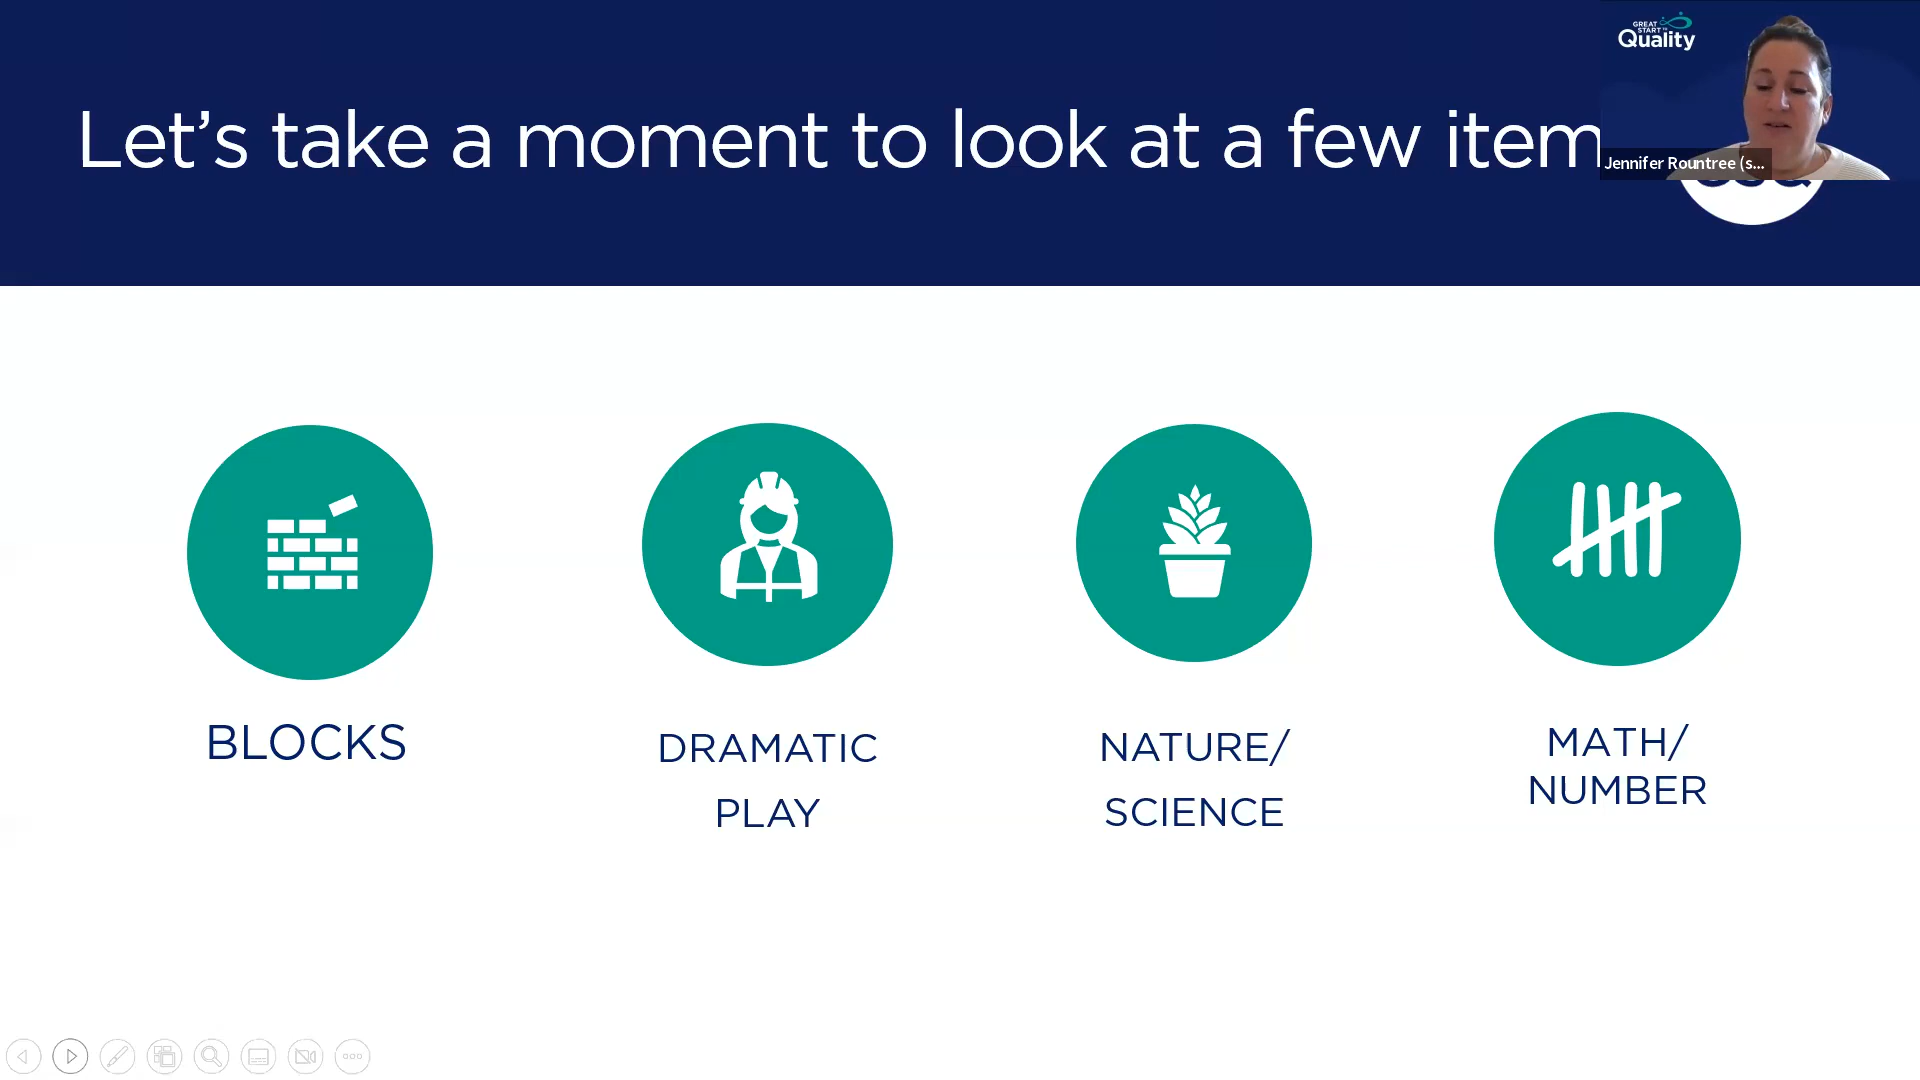 Let's take a moment to look at a few item
GREAT
START TO
Quality
Jennifer Rountree (s...
BLOCKS
DRAMATIC
PLAY
NATURE/
SCIENCE
MATH/
NUMBER